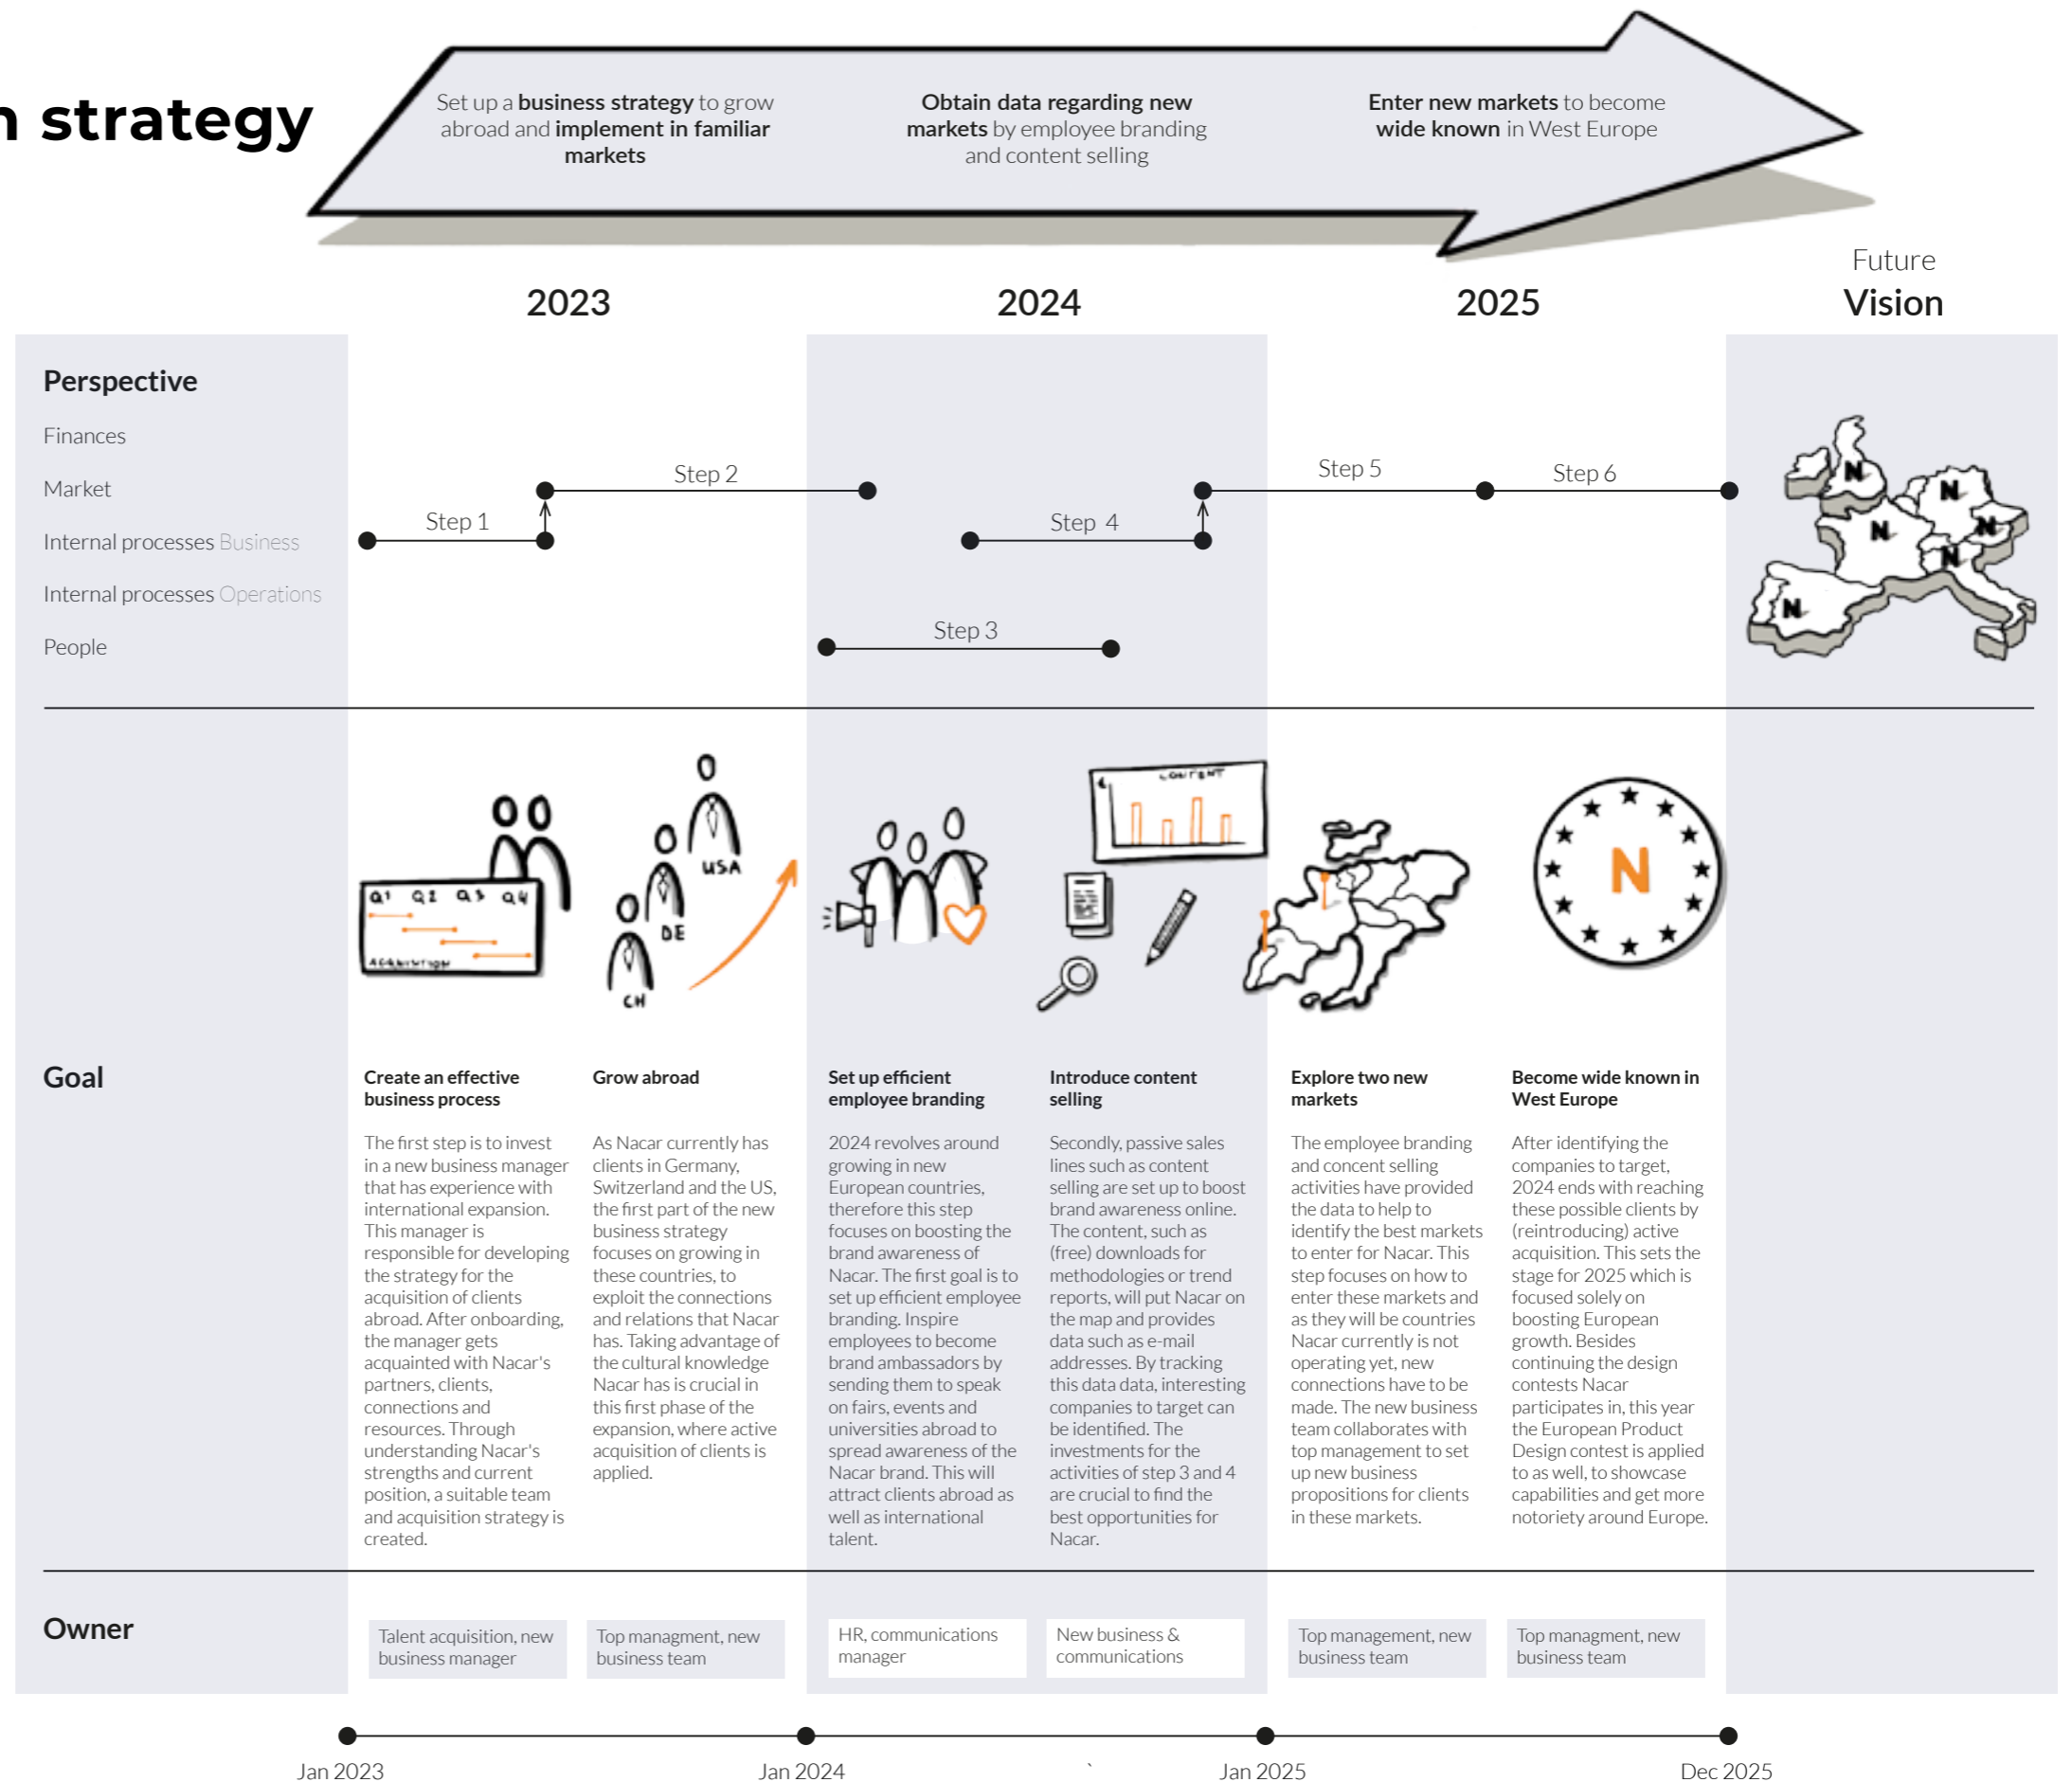 n strategy
Set up a business strategy to grow
abroad and implement in familiar
markets
Obtain data regarding new
markets by employee branding
and content selling
Enter new markets to become
wide known in West Europe
2023
2024
2025
Future
Vision
Perspective
Finances
Market
Internal processes Business
Internal processes Operations
People
Step 1
Step 2
Step 3
Step 4
Step 5
Step 6
N
N
N
N
N
N
Q1 Q2 Q3 Q4
USA
DE
CH
CONTENT
N
Goal
Create an effective
business process
The first step is to invest
in a new business manager
that has experience with
international expansion.
This manager is
responsible for developing
the strategy for the
acquisition of clients
abroad. After onboarding,
the manager gets
acquainted with Nacar's
partners, clients,
connections and
resources. Through
understanding Nacar's
strengths and current
position, a suitable team
and acquisition strategy is
created.
Grow abroad
As Nacar currently has
clients in Germany,
Switzerland and the US,
the first part of the new
business strategy
focuses on growing in
these countries, to
exploit the connections
and relations that Nacar
has. Taking advantage of
the cultural knowledge
Nacar has is crucial in
this first phase of the
expansion, where active
acquisition of clients is
applied.
Set up efficient
employee branding
2024 revolves around
growing in new
European countries,
therefore this step
focuses on boosting the
brand awareness of
Nacar. The first goal is to
set up efficient employee
branding. Inspire
employees to become
brand ambassadors by
sending them to speak
on fairs, events and
universities abroad to
spread awareness of the
Nacar brand. This will
attract clients abroad as
well as international
talent.
Introduce content
selling
Secondly, passive sales
lines such as content
selling are set up to boost
brand awareness online.
The content, such as
(free) downloads for
methodologies or trend
reports, will put Nacar on
the map and provides
data such as e-mail
addresses. By tracking
this data data, interesting
companies to target can
be identified. The
investments for the
activities of step 3 and 4
are crucial to find the
best opportunities for
Nacar.
Explore two new
markets
The employee branding
and concent selling
activities have provided
the data to help to
identify the best markets
to enter for Nacar. This
step focuses on how to
enter these markets and
as they will be countries
Nacar currently is not
operating yet, new
connections have to be
made. The new business
team collaborates with
top management to set
up new business
propositions for clients
in these markets.
Become wide known in
West Europe
After identifying the
companies to target,
2024 ends with reaching
these possible clients by
(reintroducing) active
acquisition. This sets the
stage for 2025 which is
focused solely on
boosting European
growth. Besides
continuing the design
contests Nacar
participates in, this year
the European Product
Design contest is applied
to as well, to showcase
capabilities and get more
notoriety around Europe.
Owner
Talent acquisition, new
business manager
Top managment, new
business team
HR, communications
manager
New business &
communications
Top management, new
business team
Top managment, new
business team
Jan 2023
Jan 2024
`
Jan 2025
Dec 2025